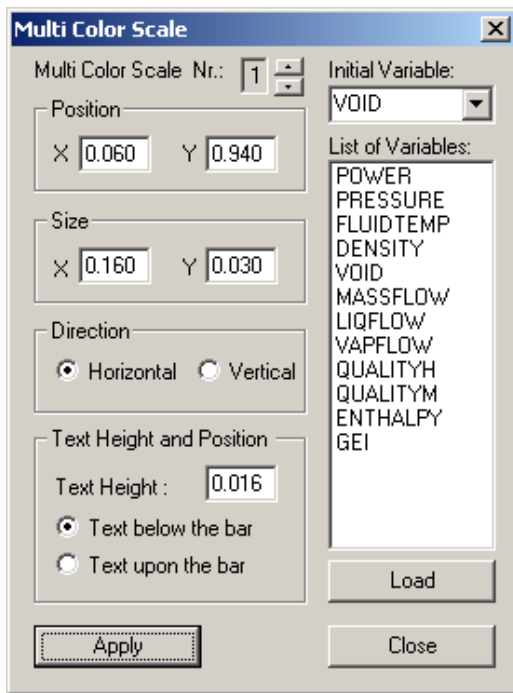 Multi Color Scale
Multi Color Scale Nr.: 1
Position
X 0.060 Y 0.940
Size
X 0.160 Y 0.030
Direction
Horizontal Vertical
Text Height and Position
Text Height : 0.016
Text below the bar
Text upon the bar
Apply
Initial Variable:
VOID
List of Variables:
POWER
PRESSURE
FLUIDTEMP
DENSITY
VOID
MASSFLOW
LIQFLOW
VAPFLOW
QUALITYH
QUALITYM
ENTHALPY
GEI
Load
Close